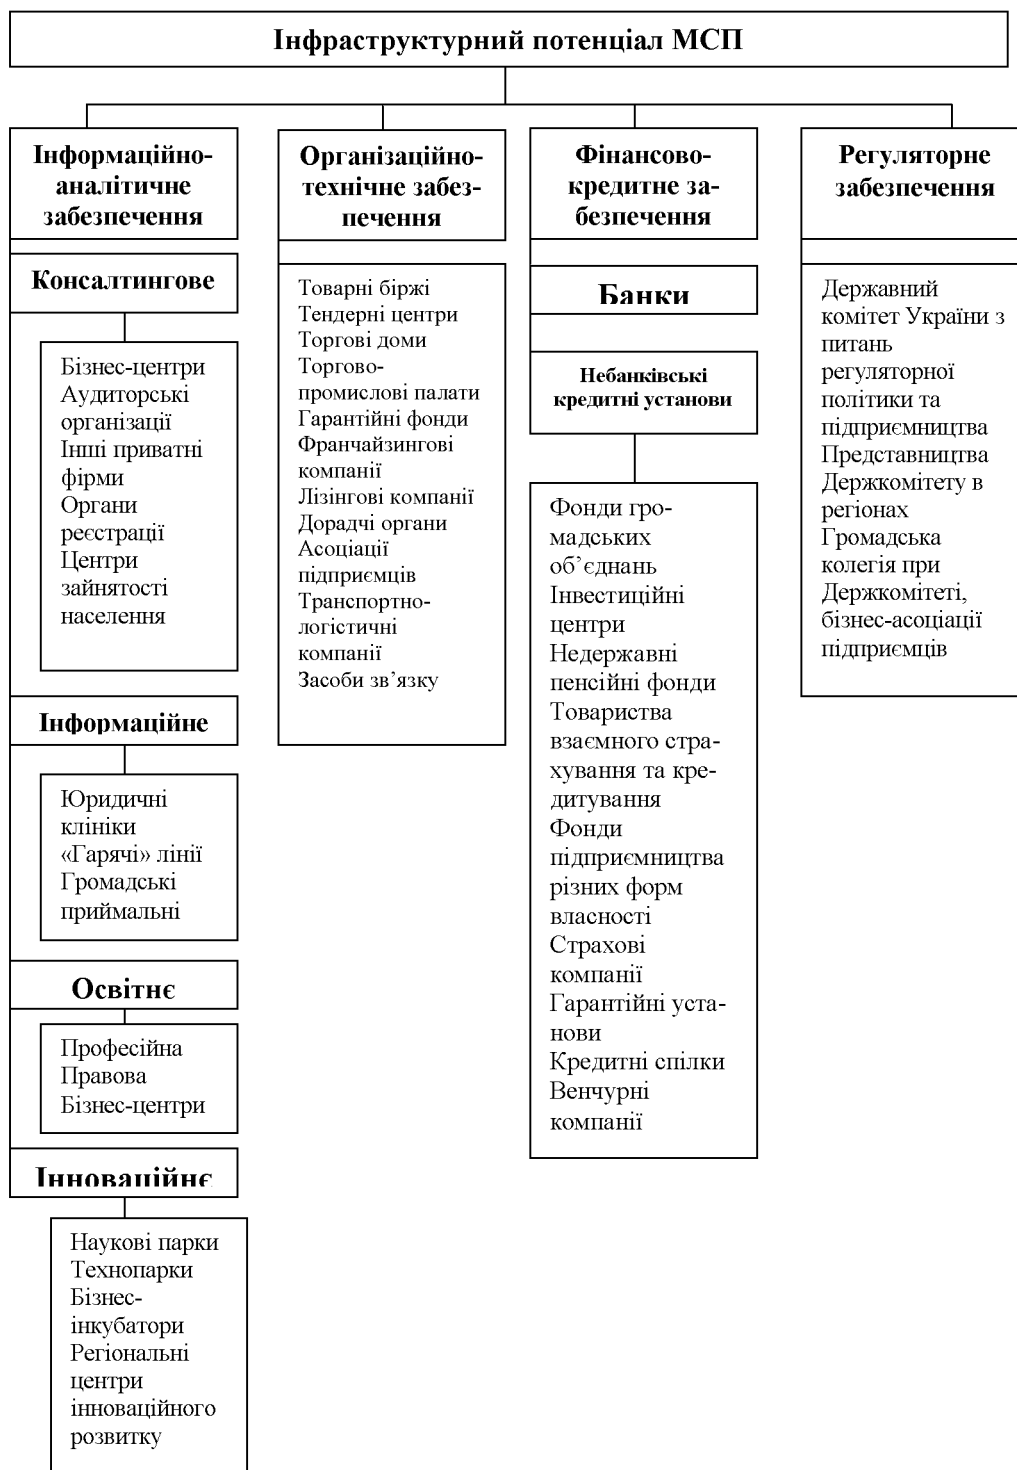 Інфраструктурний потенціал МСП
Інформаційно-
аналітичне
забезпечення
Консалтингове
Бізнес-центри
Аудиторські
організації
Інші приватні
фірми
Органи
реєстрації
Центри
зайнятості
населення
Інформаційне
Юридичні
клініки
«Гарячі» лінії
Громадські
приймальні
Освітнє
Професійна
Правова
Бізнес-центри
Інноваційнє
Наукові парки
Технопарки
Бізнес-
інкубатори
Регіональні
центри
інноваційного
розвитку
Організаційно-
технічне забез-
печення
Товарні біржі
Тендерні центри
Торгові доми
Торгово-
промислові палати
Гарантійні фонди
Франчайзингові
компанії
Лізінгові компанії
Дорадчі органи
Асоціації
підприємців
Транспортно-
логістичні
компанії
Засоби зв’язку
Фінансово-
кредитне за-
безпечення
Банки
Небанківські
кредитні установи
Фонди гро-
мадських
об’єднань
Інвестиційні
центри
Недержавні
пенсійні фонди
Товариства
взаємного стра-
хування та кре-
дитування
Фонди
підприємництва
різних форм
власності
Страхові
компанії
Гарантійні уста-
нови
Кредитні спілки
Венчурні
компанії
Регуляторне
забезпечення
Державний
комітет України з
питань
регуляторної
політики та
підприємництва
Представництва
Держкомітету в
регіонах
Громадська
колегія при
Держкомітеті,
бізнес-асоціації
підприємців